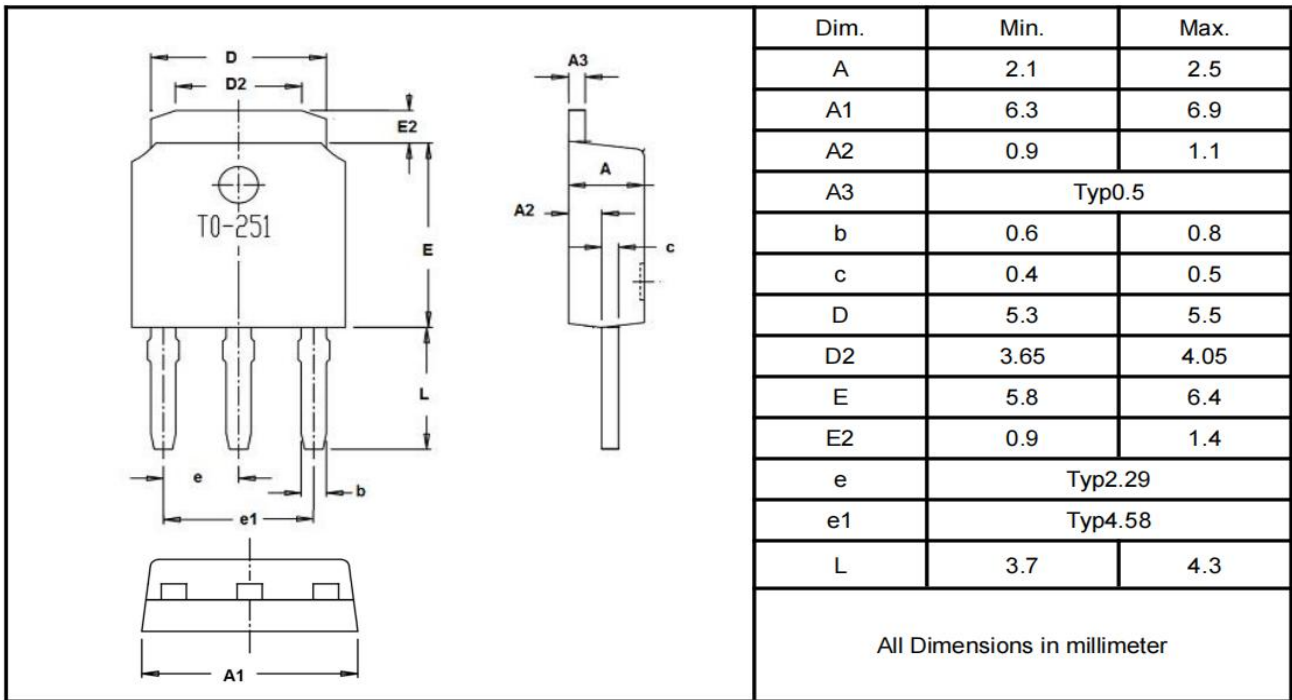 D
D2
E2
TO-251
E
L
e
b
e1
A1
A3
A
A2
c
Dim. Min. Max.
A 2.1 2.5
A1 6.3 6.9
A2 0.9 1.1
A3 Typ0.5
b 0.6 0.8
c 0.4 0.5
D 5.3 5.5
D2 3.65 4.05
E 5.8 6.4
E2 0.9 1.4
e Typ2.29
e1 Typ4.58
L 3.7 4.3
All Dimensions in millimeter